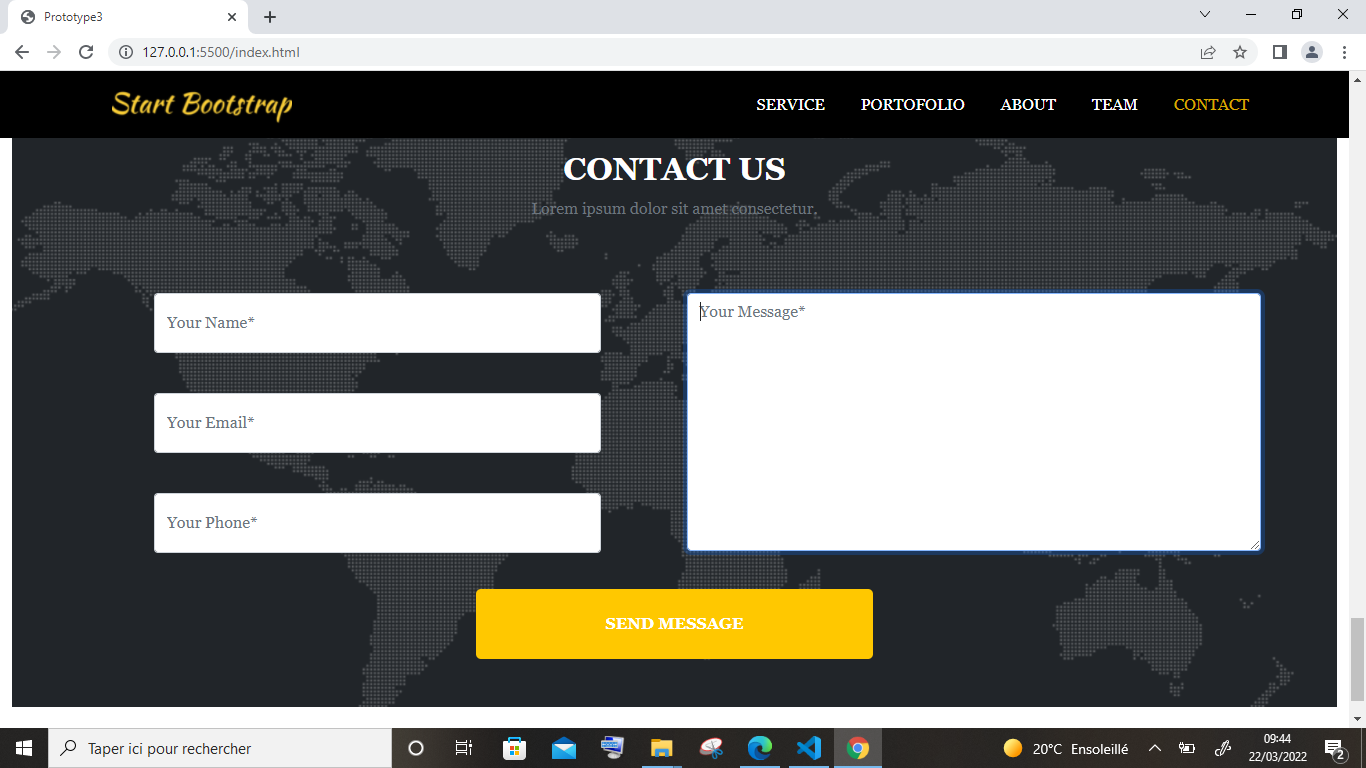 Prototype3
127.0.0.1:5500/index.html
Start Bootstrap
SERVICE PORTOFOLIO ABOUT TEAM CONTACT
CONTACT US
Lorem ipsum dolor sit amet consectetur.
Your Name*
Your Message*
Your Email*
Your Phone*
SEND MESSAGE
Taper ici pour rechercher
20°C Ensoleillé
09:44
22/03/2022
2